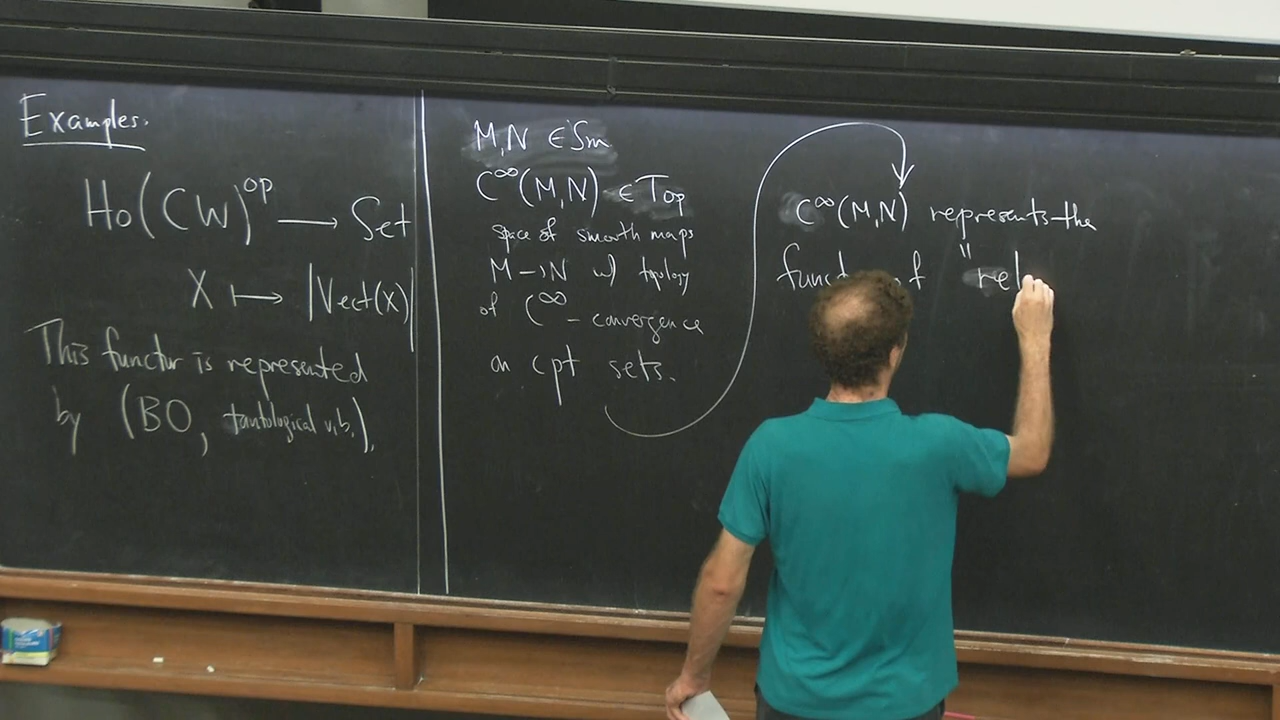 Examples.
Ho(CW)^op → Set
X ↦ |Vect(X)|
This functor is represented
by (BO, tautological v.b.).
M,N ∈ Sm
C^∞(M,N) ∈ Top
space of smooth maps
M → N w/ topology
of C^∞-convergence
on cpt sets.
C^∞(M,N) represents the
of "rel